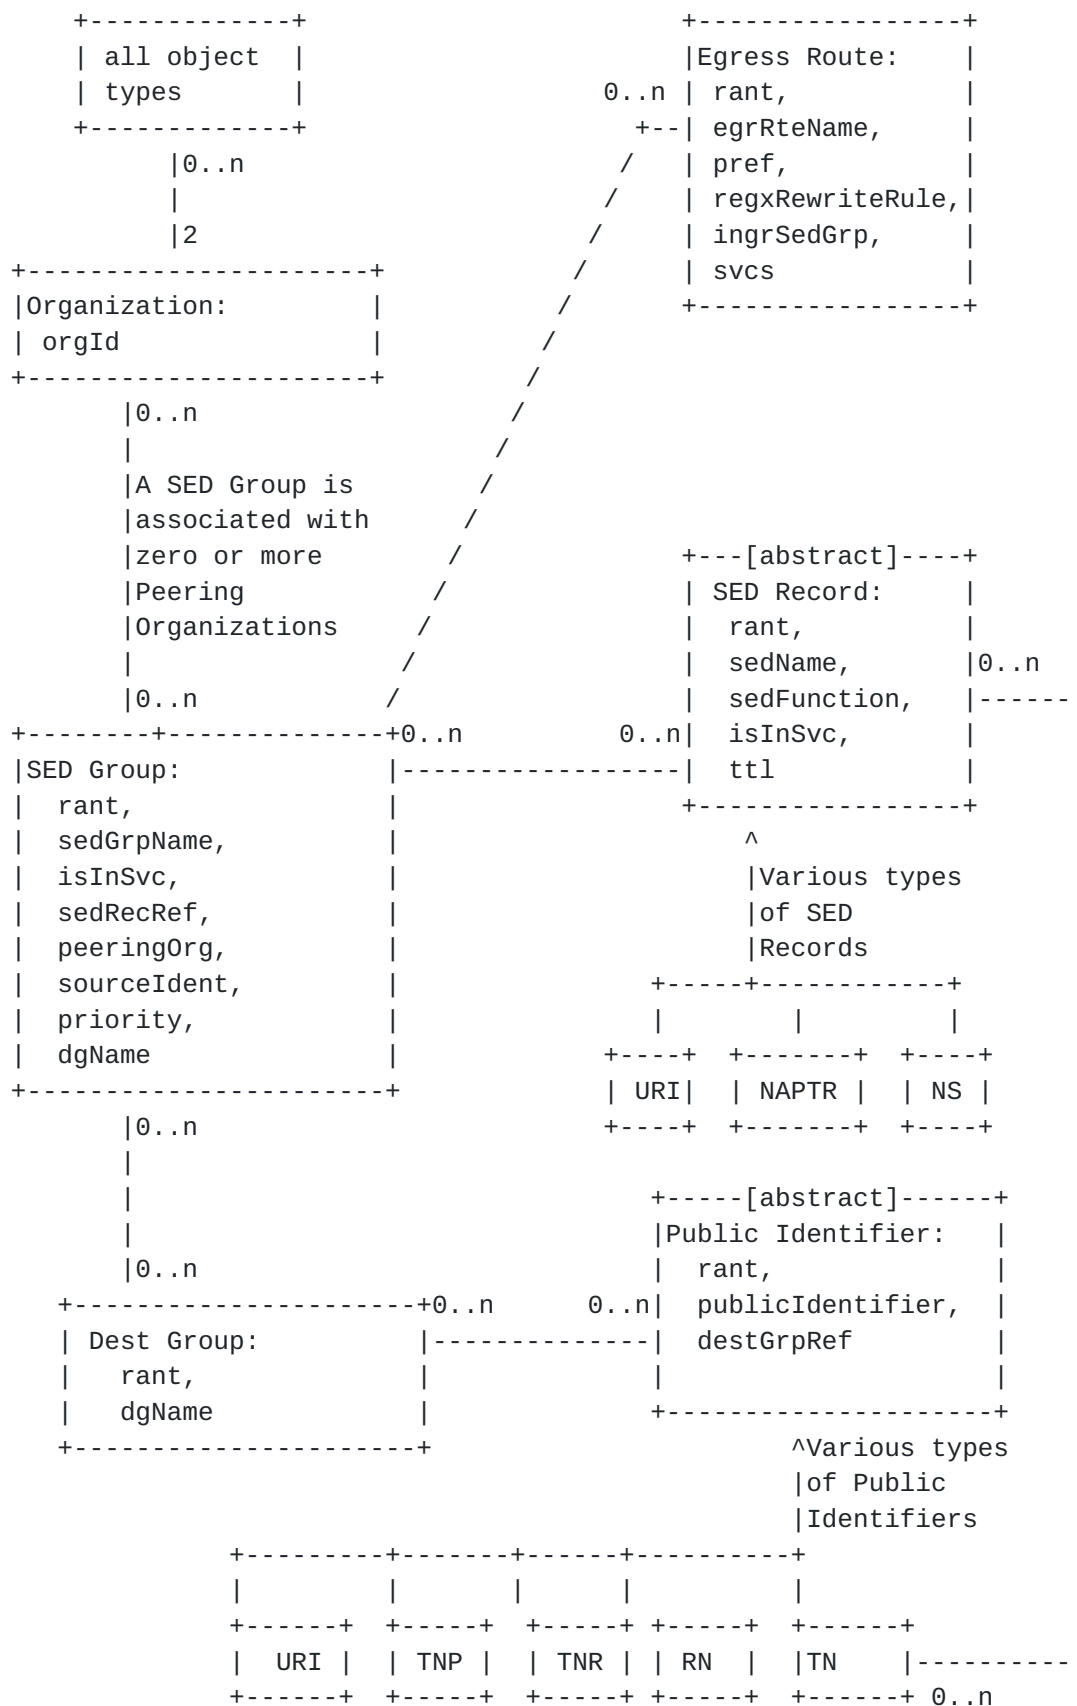 +-------------+                        +-----------------+
    | all object  |                        |Egress Route:    |
    | types       |                   0..n | rant,           |
    +-------------+                     +--| egrRteName,     |
          |0..n                        /   | pref,           |
          |                           /    | regxRewriteRule,|
          |2                         /     | ingrSedGrp,     |
+----------------------+            /      | svcs            |
|Organization:         |           /       +-----------------+
| orgId                |          /
+----------------------+         /
       |0..n                    /
       |                       /
       |A SED Group is        /
       |associated with      /
       |zero or more        /              +---[abstract]----+
       |Peering            /               | SED Record:     |
       |Organizations     /                |  rant,          |
       |                 /                 |  sedName,       |0..n
       |0..n            /                  |  sedFunction,   |------
+--------+--------------+0..n          0..n|  isInSvc,       |
|SED Group:             |------------------|  ttl            |
|  rant,                |                  +-----------------+
|  sedGrpName,          |                      ^
|  isInSvc,             |                      |Various types
|  sedRecRef,           |                      |of SED
|  peeringOrg,          |                      |Records
|  sourceIdent,         |                +-----+------------+
|  priority,            |                |        |         |
|  dgName               |             +----+  +-------+  +----+
+-----------------------+             | URI|  | NAPTR |  | NS |
       |0..n                          +----+  +-------+  +----+
       |
       |                                 +-----[abstract]------+
       |                                 |Public Identifier:   |
       |0..n                             |  rant,              |
   +----------------------+0..n      0..n|  publicIdentifier,  |
   | Dest Group:          |--------------|  destGrpRef         |
   |   rant,              |              |                     |
   |   dgName             |              +---------------------+
   +----------------------+                       ^Various types
                                                  |of Public
                                                  |Identifiers
              +---------+-------+------+----------+
              |         |       |      |          |
              +------+  +-----+  +-----+ +-----+  +------+
              |  URI |  | TNP |  | TNR | | RN  |  |TN    |----------
              +------+  +-----+  +-----+ +-----+  +------+ 0..n